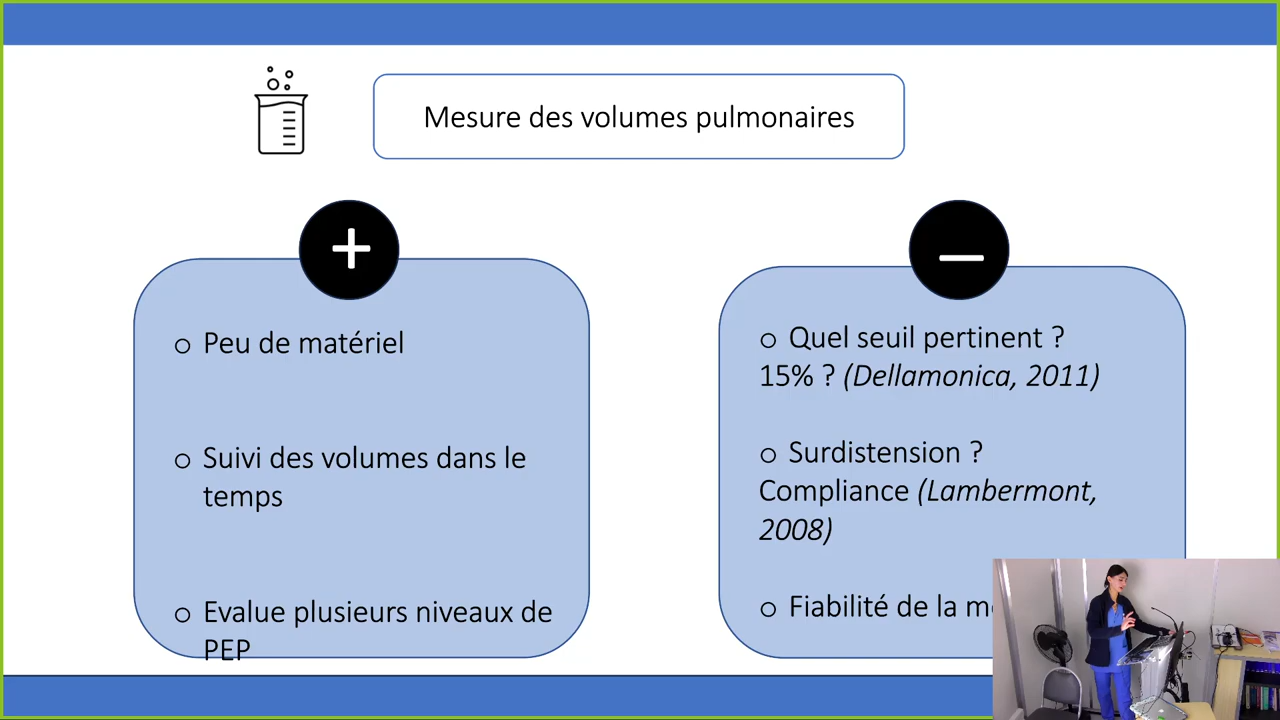 Mesure des volumes pulmonaires
+
o Peu de matériel
o Suivi des volumes dans le
temps
o Evalue plusieurs niveaux de
PEP
–
o Quel seuil pertinent ?
15% ? (Dellamonica, 2011)
o Surdistension ?
Compliance (Lambermont,
2008)
o Fiabilité de la